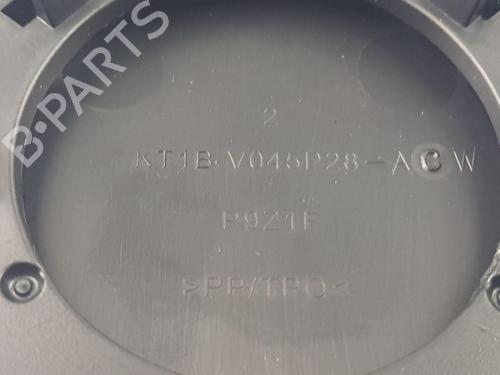 B-PARTS
2
KT1B-V045P28-ACW
P9Z1F
>PP/TPO<